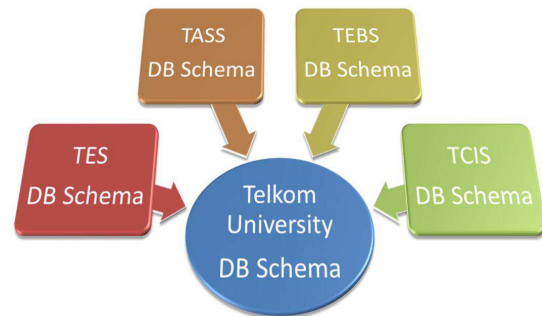 TASS
DB Schema
TEBS
DB Schema
TES
DB Schema
TCIS
DB Schema
Telkom
University
DB Schema